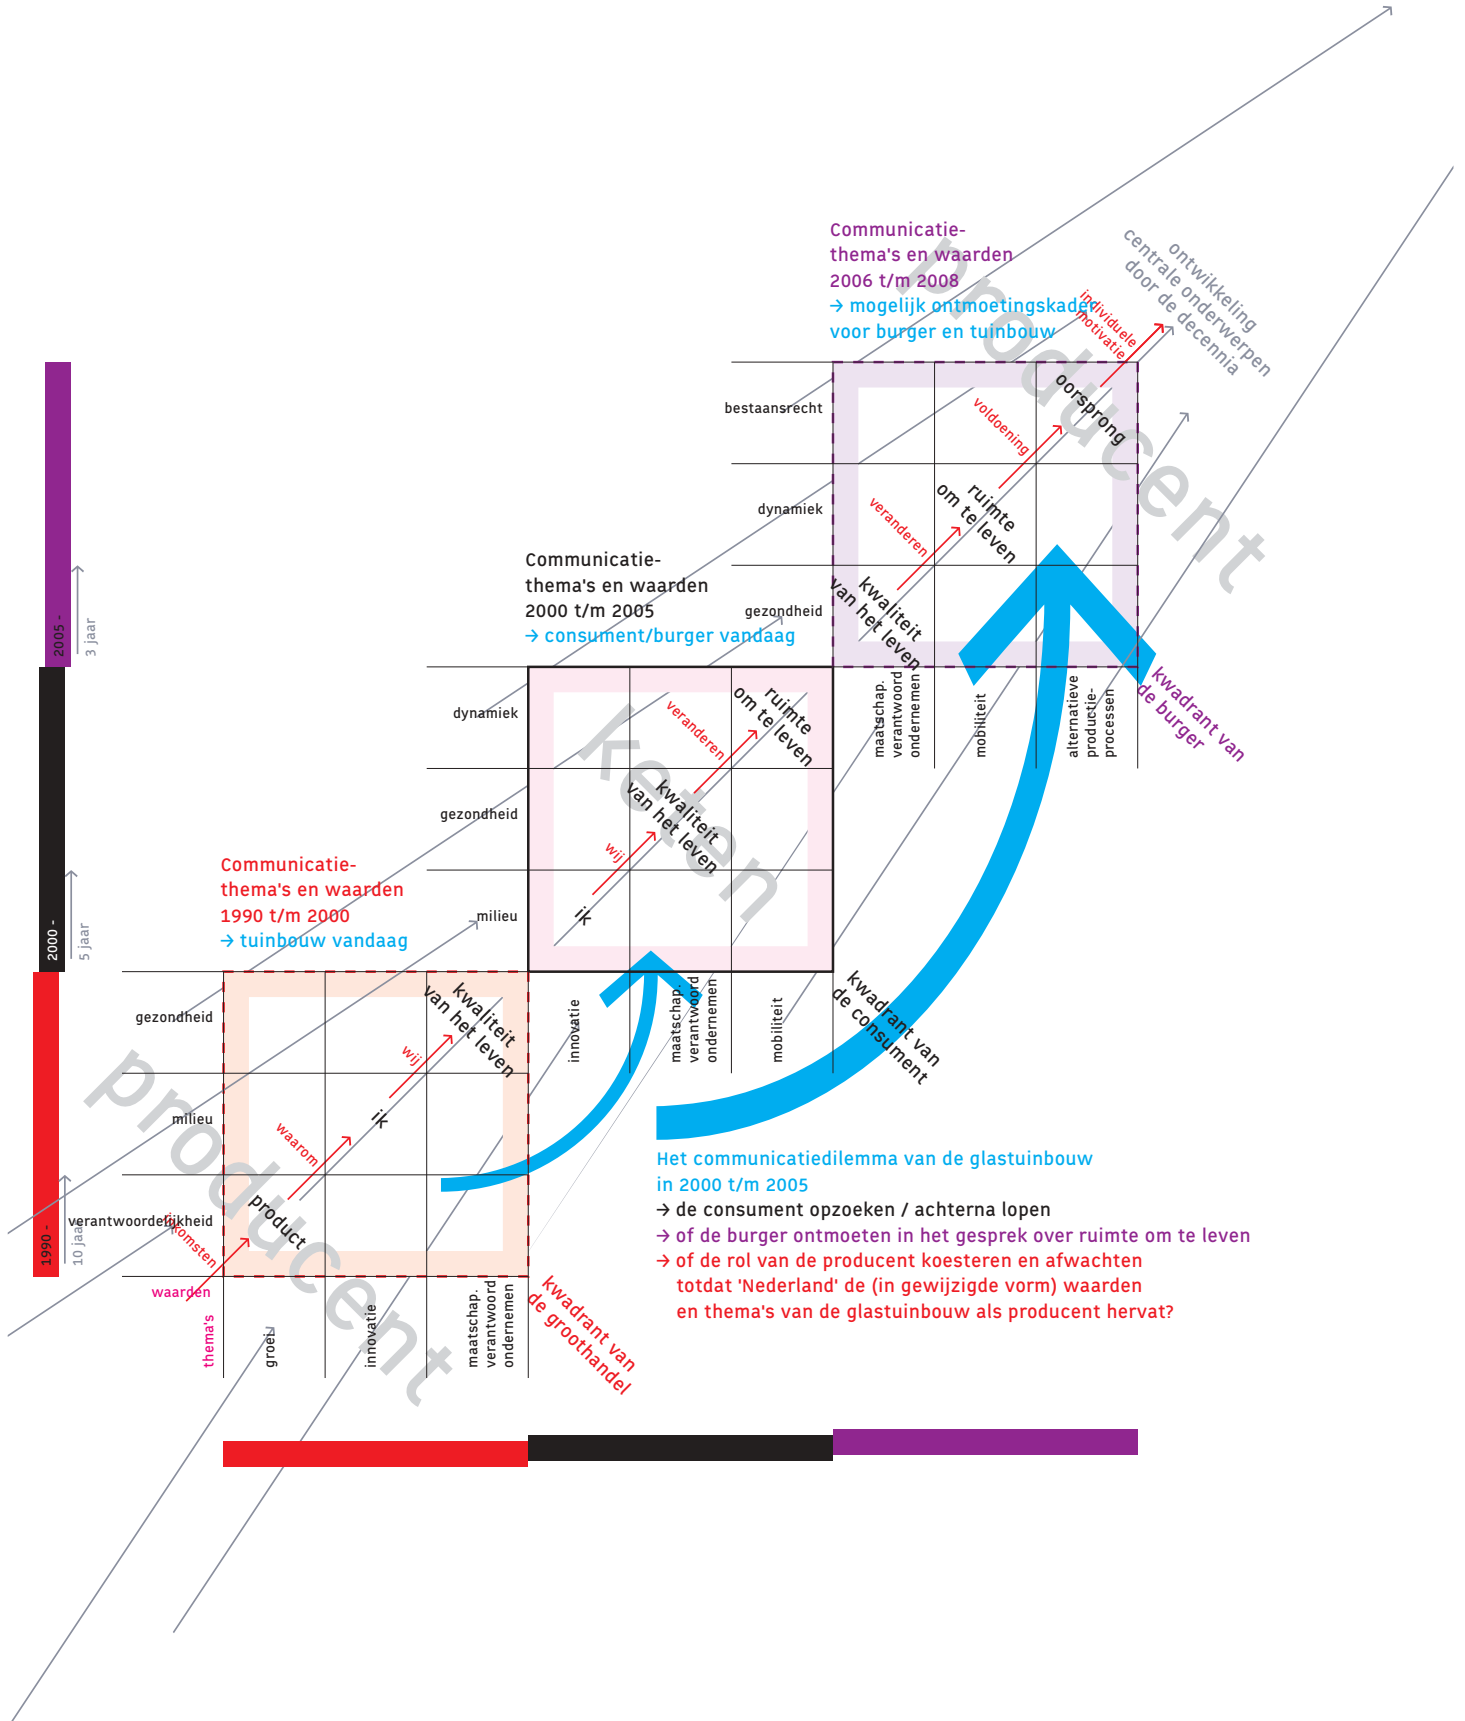 Communicatie-
thema's en waarden
2006 t/m 2008
→ mogelijk ontmoetingskader
voor burger en tuinbouw
producent
ontwikkeling
centrale onderwerpen
door de decennia
individuele
motivatie
oorsprong
voldoening
ruimte
om te leven
veranderen
kwaliteit
van het leven
bestaansrecht
dynamiek
gezondheid
maatschap.
verantwoord
ondernemen
mobiliteit
alternatieve
productie-
processen
kwadrant van
de burger
2005 -
3 jaar
Communicatie-
thema's en waarden
2000 t/m 2005
→ consument/burger vandaag
keten
ruimte
om te leven
veranderen
kwaliteit
van het leven
wij
ik
dynamiek
gezondheid
milieu
innovatie
maatschap.
verantwoord
ondernemen
mobiliteit
kwadrant van
de consument
2000 -
5 jaar
Communicatie-
thema's en waarden
1990 t/m 2000
→ tuinbouw vandaag
producent
kwaliteit
van het leven
wij
ik
waarom
product
inkomsten
gezondheid
milieu
verantwoordelijkheid
waarden
thema's
groei
innovatie
maatschap.
verantwoord
ondernemen
kwadrant van
de groothandel
1990 -
10 jaar
Het communicatiedilemma van de glastuinbouw
in 2000 t/m 2005
→ de consument opzoeken / achterna lopen
→ of de burger ontmoeten in het gesprek over ruimte om te leven
→ of de rol van de producent koesteren en afwachten
totdat 'Nederland' de (in gewijzigde vorm) waarden
en thema's van de glastuinbouw als producent hervat?